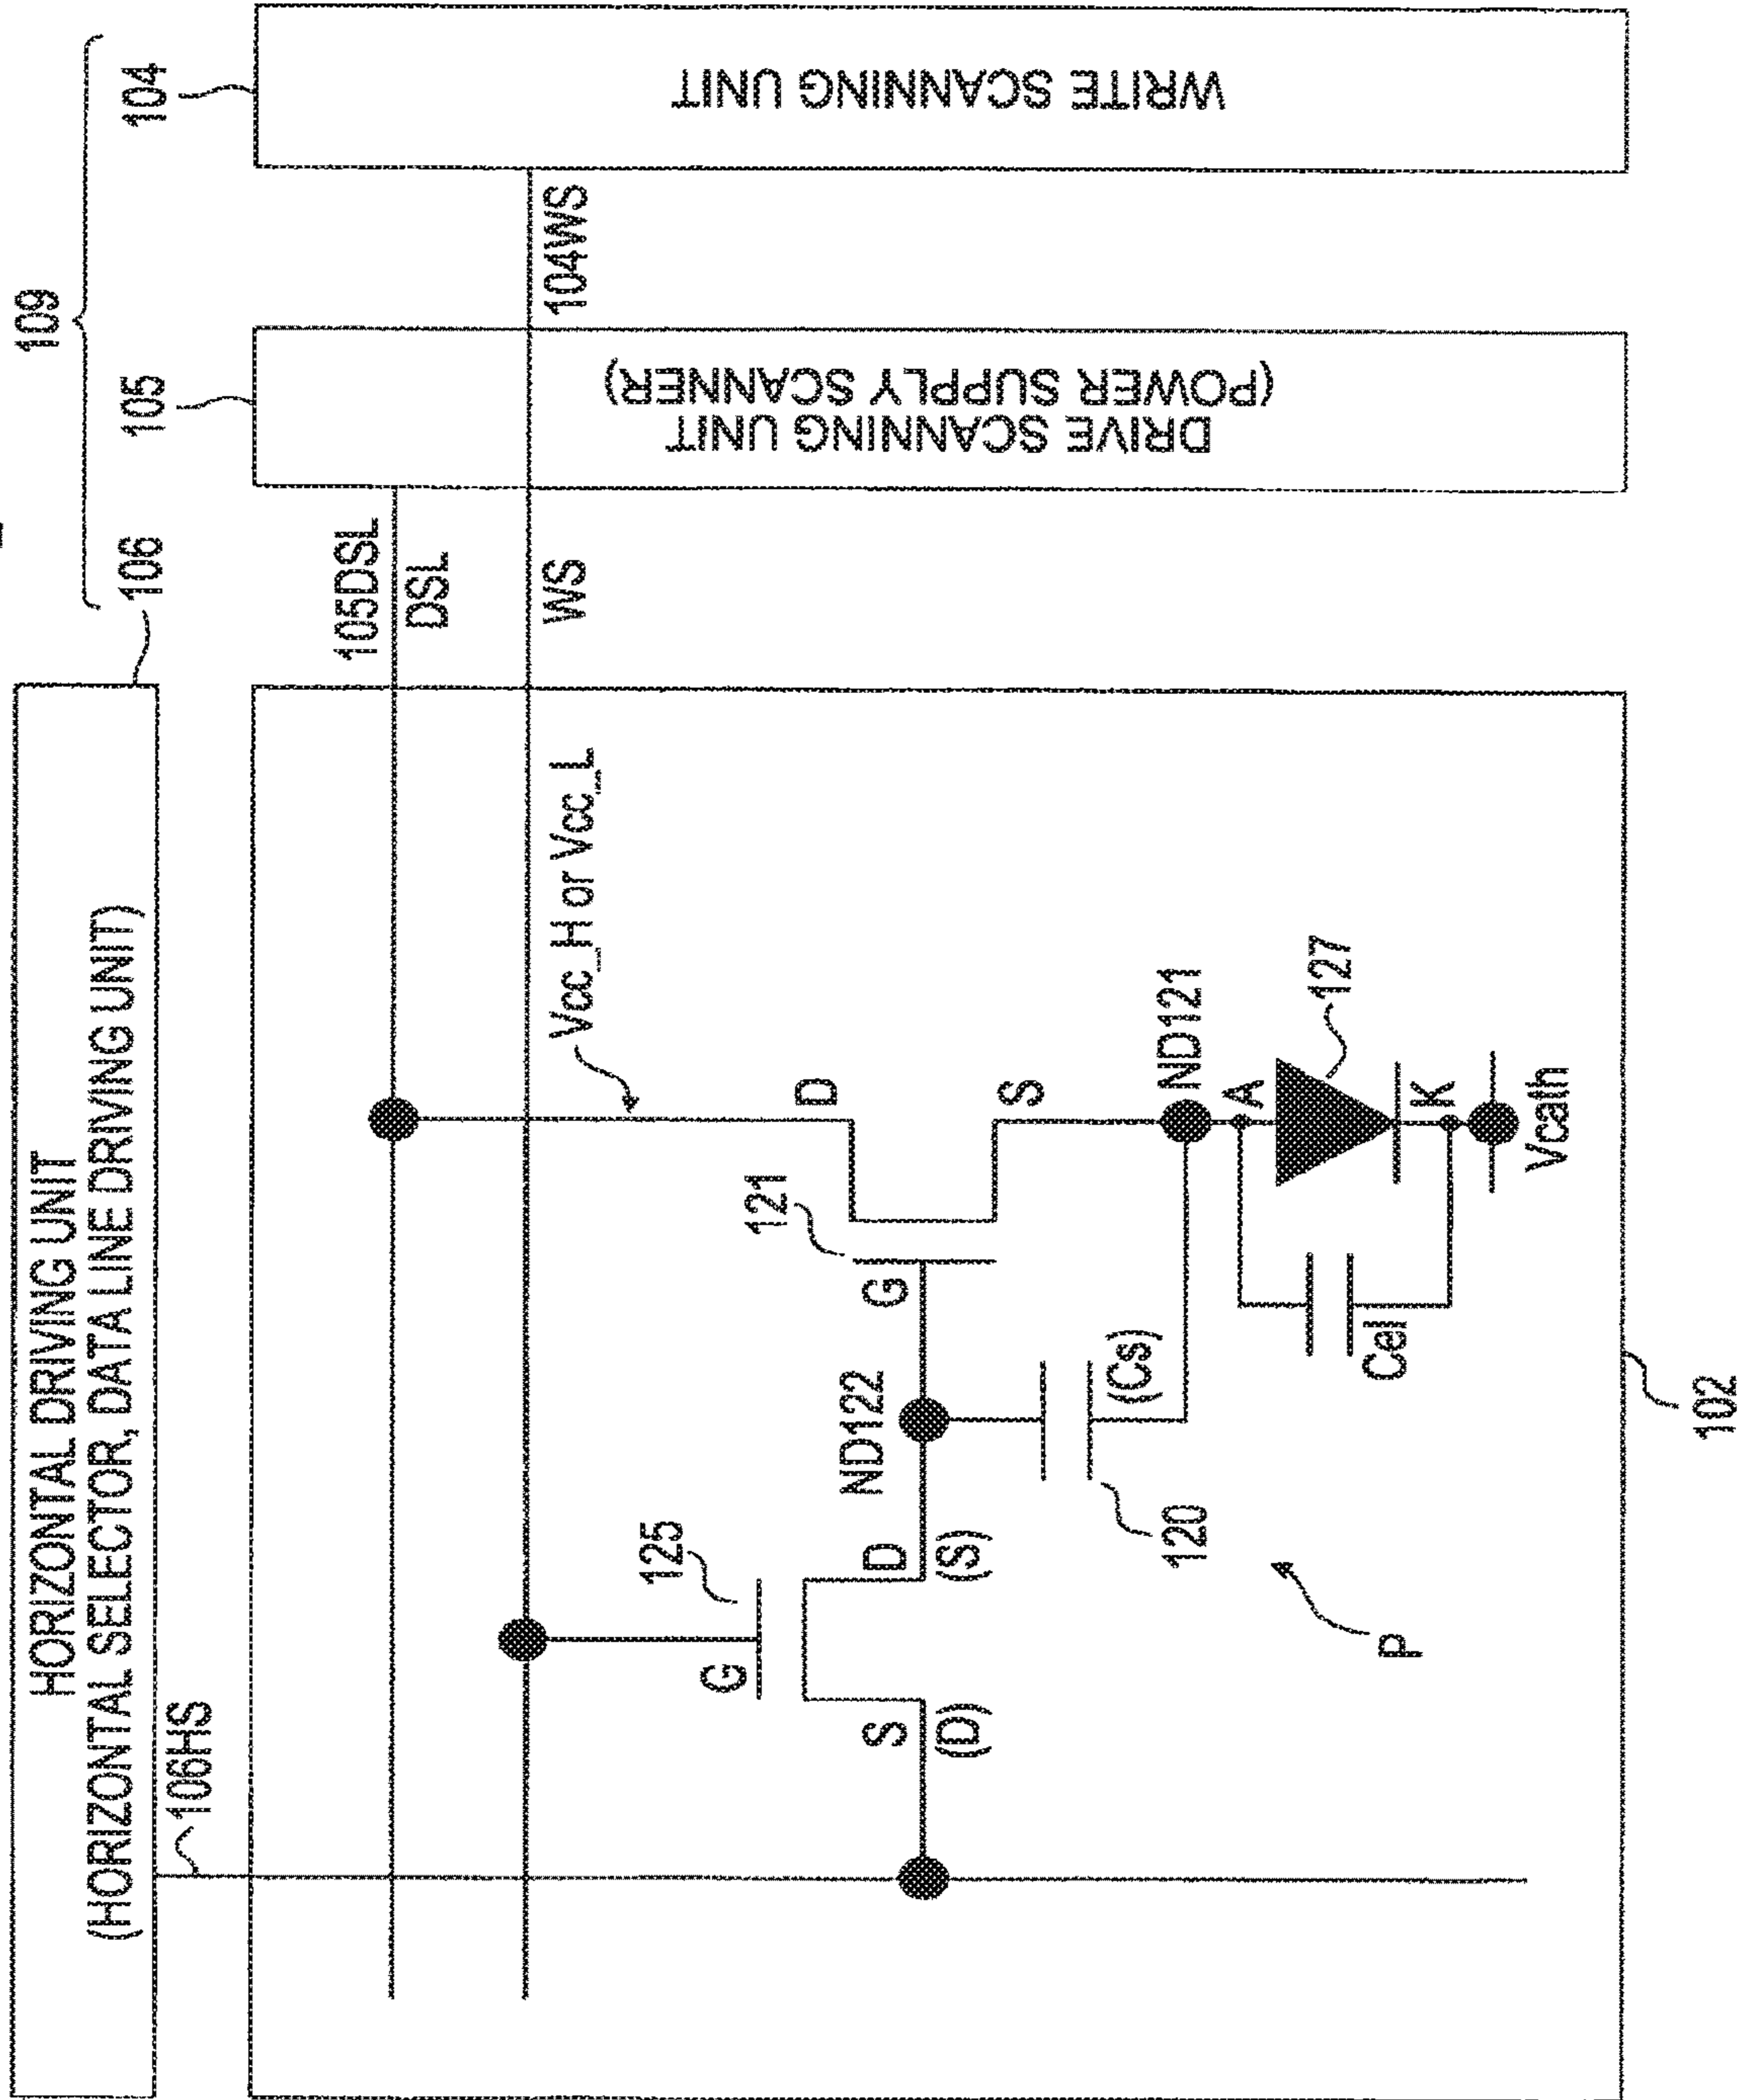 109
106
105
104
HORIZONTAL DRIVING UNIT
(HORIZONTAL SELECTOR, DATA LINE DRIVING UNIT)
106HS
105DSL
DSL
WS
104WS
DRIVE SCANNING UNIT
(POWER SUPPLY SCANNER)
WRITE SCANNING UNIT
Vcc_H or Vcc_L
125
G
S
(D)
D
(S)
ND122
121
G
D
S
120
(Cs)
ND121
A
127
K
Cel
Vcath
P
102